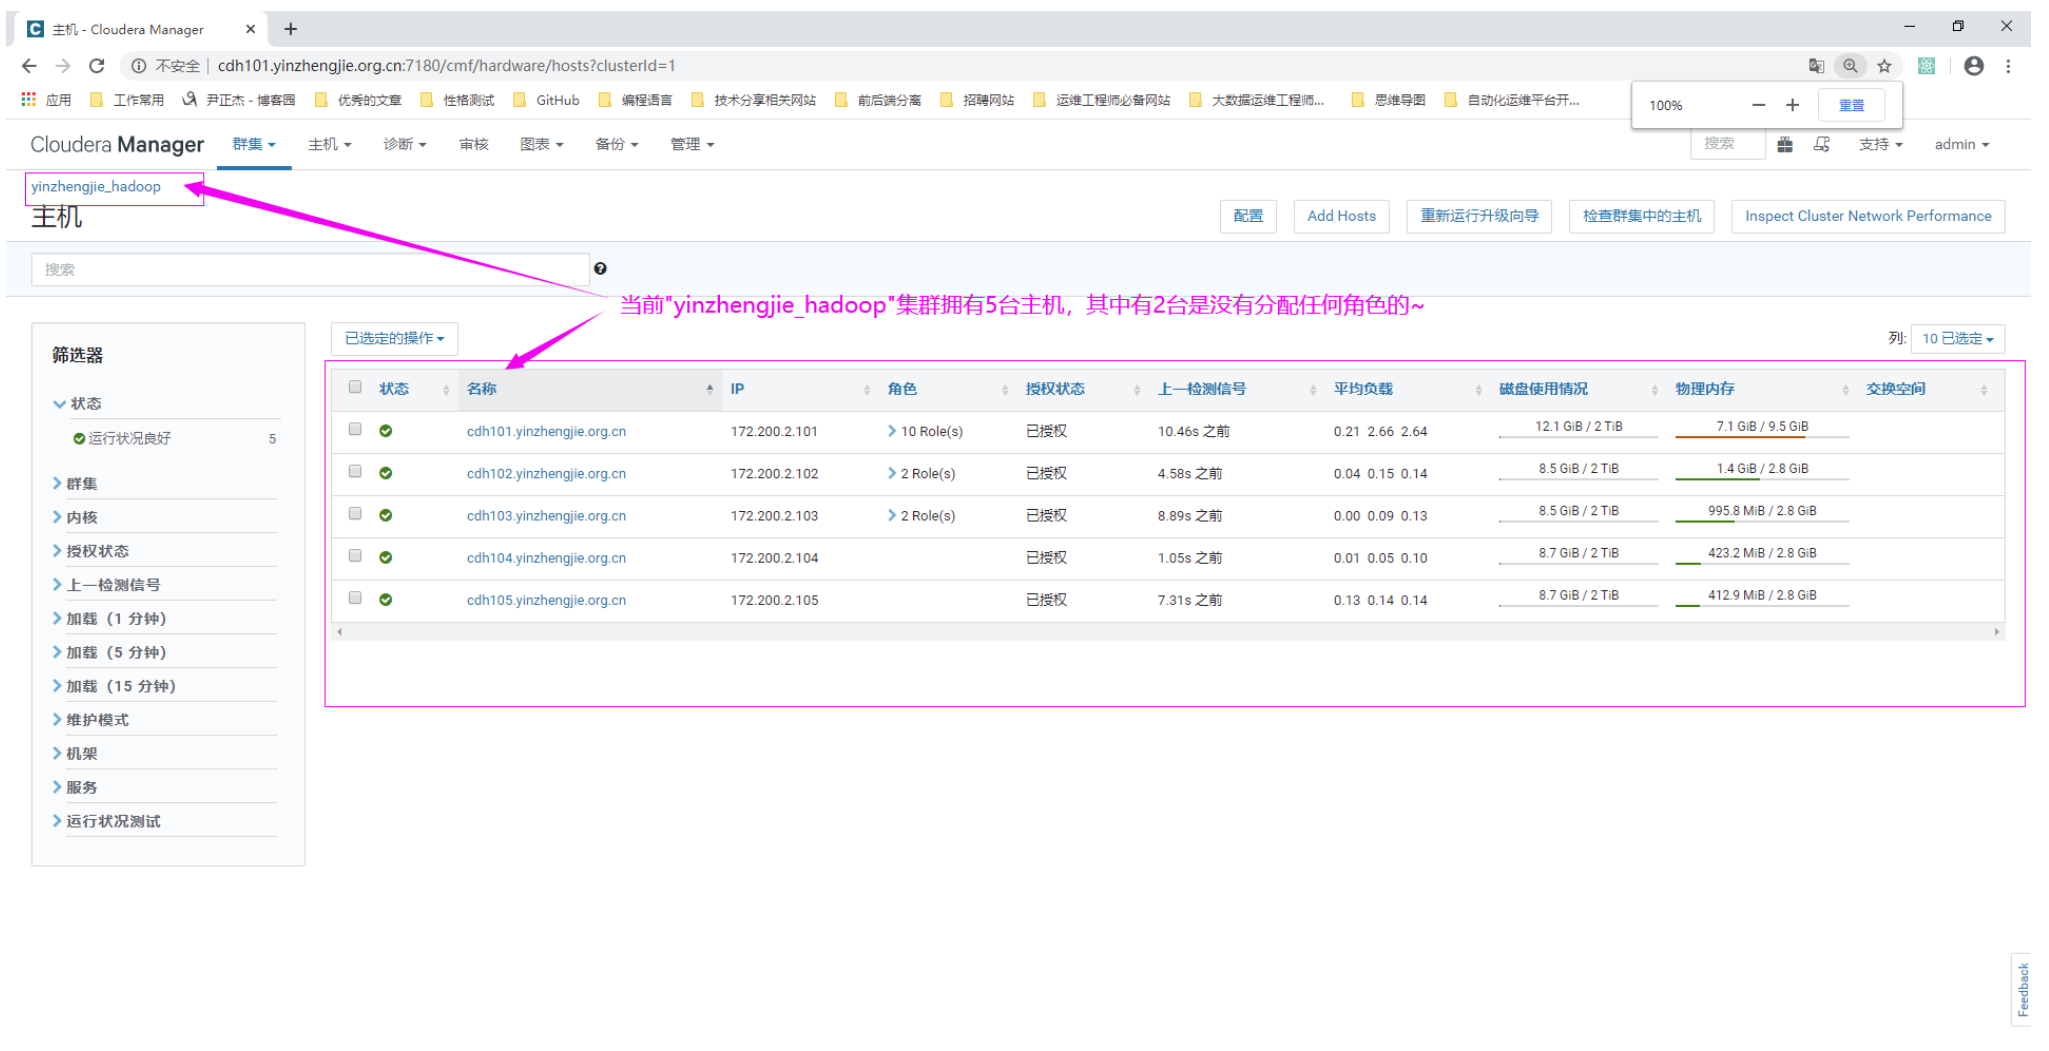 主机 - Cloudera Manager
不安全 | cdh101.yinzhengjie.org.cn:7180/cmf/hardware/hosts?clusterId=1
应用 工作常用 尹正杰 - 博客园 优秀的文章 性格测试 GitHub 编程语言 技术分享相关网站 前后端分离 招聘网站 运维工程师必备网站 大数据运维工程师... 思维导图 自动化运维平台开...
100% − + 重置
Cloudera Manager 群集 主机 诊断 审核 图表 备份 管理 搜索 支持 admin
yinzhengjie_hadoop
主机
配置 Add Hosts 重新运行升级向导 检查群集中的主机 Inspect Cluster Network Performance
搜索
当前"yinzhengjie_hadoop"集群拥有5台主机，其中有2台是没有分配任何角色的~
筛选器
状态
运行状况良好 5
群集
内核
授权状态
上一检测信号
加载（1 分钟）
加载（5 分钟）
加载（15 分钟）
维护模式
机架
服务
运行状况测试
已选定的操作
列: 10 已选定
状态 名称 IP 角色 授权状态 上一检测信号 平均负载 磁盘使用情况 物理内存 交换空间
cdh101.yinzhengjie.org.cn 172.200.2.101 10 Role(s) 已授权 10.46s 之前 0.21 2.66 2.64 12.1 GiB / 2 TiB 7.1 GiB / 9.5 GiB
cdh102.yinzhengjie.org.cn 172.200.2.102 2 Role(s) 已授权 4.58s 之前 0.04 0.15 0.14 8.5 GiB / 2 TiB 1.4 GiB / 2.8 GiB
cdh103.yinzhengjie.org.cn 172.200.2.103 2 Role(s) 已授权 8.89s 之前 0.00 0.09 0.13 8.5 GiB / 2 TiB 995.8 MiB / 2.8 GiB
cdh104.yinzhengjie.org.cn 172.200.2.104 已授权 1.05s 之前 0.01 0.05 0.10 8.7 GiB / 2 TiB 423.2 MiB / 2.8 GiB
cdh105.yinzhengjie.org.cn 172.200.2.105 已授权 7.31s 之前 0.13 0.14 0.14 8.7 GiB / 2 TiB 412.9 MiB / 2.8 GiB
Feedback